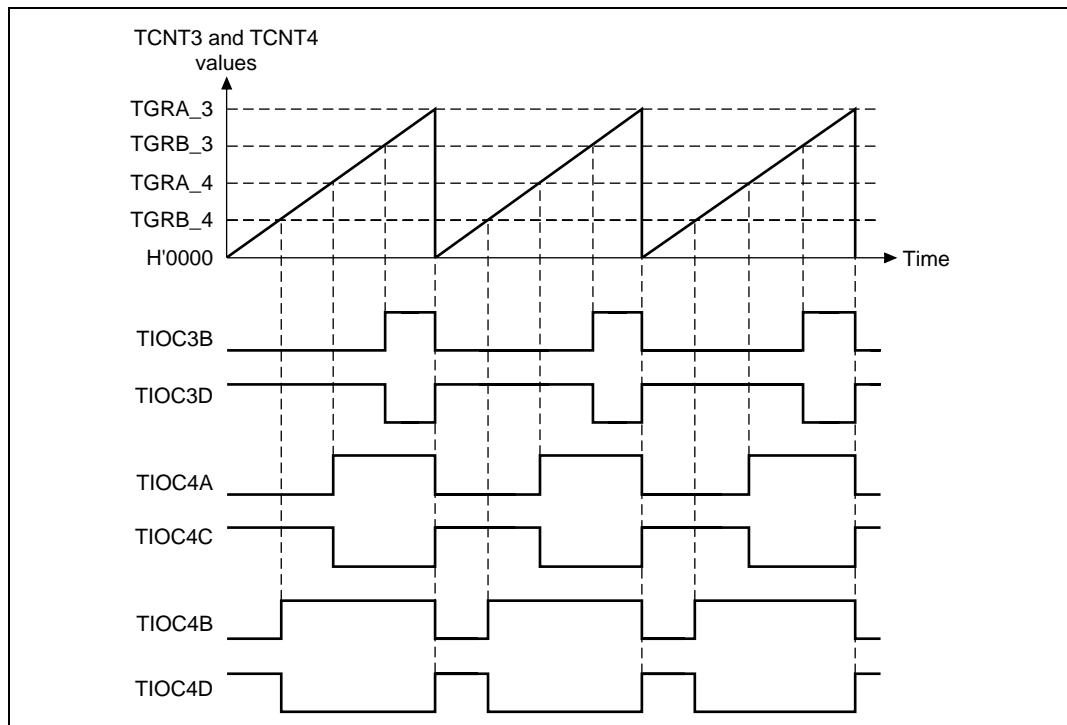 TCNT3 and TCNT4
values
TGRA_3
TGRB_3
TGRA_4
TGRB_4
H'0000
Time
TIOC3B
TIOC3D
TIOC4A
TIOC4C
TIOC4B
TIOC4D